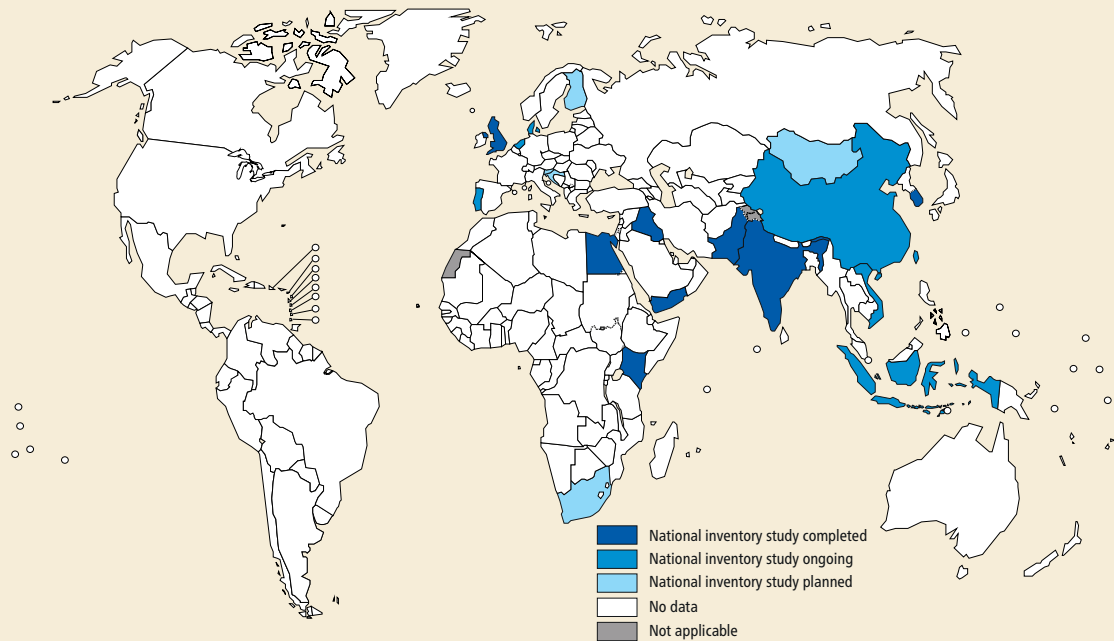 National inventory study completed
National inventory study ongoing
National inventory study planned
No data
Not applicable